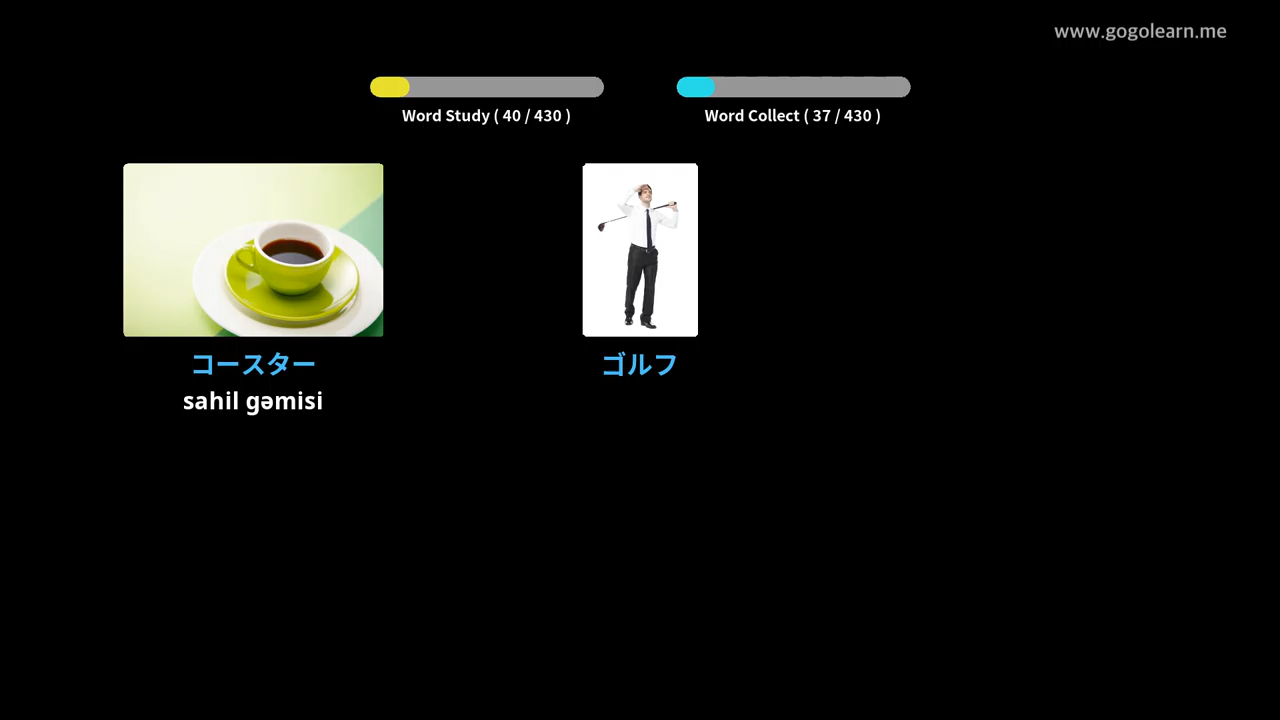 www.gogolearn.me
Word Study ( 40 / 430 )
Word Collect ( 37 / 430 )
コースター
ゴルフ
sahil gəmisi